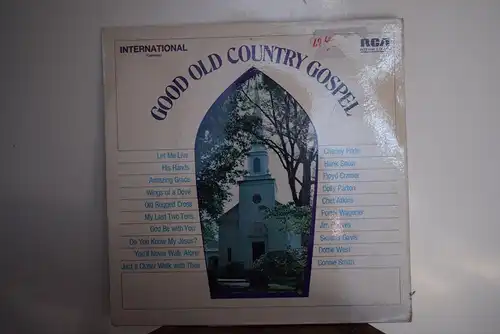 INTERNATIONAL
RCA
GOOD OLD COUNTRY GOSPEL
Let Me Live
His Hands
Amazing Grace
Wings of a Dove
Old Rugged Cross
My Last Two Tens
God Be with You
Do You Know My Jesus?
You'll Never Walk Alone
Just a Closer Walk with Thee
Charley Pride
Hank Snow
Floyd Cramer
Dolly Parton
Chet Atkins
Porter Wagoner
Jim Reeves
Skeeter Davis
Dottie West
Connie Smith